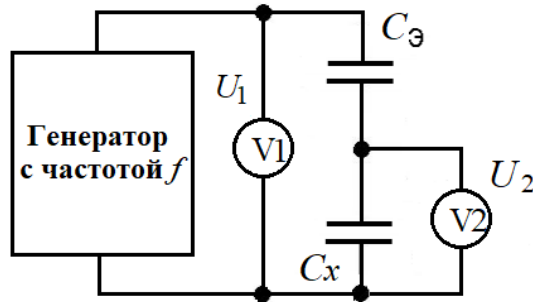 Генератор
с частотой f
U1
V1
Cэ
Cx
U2
V2